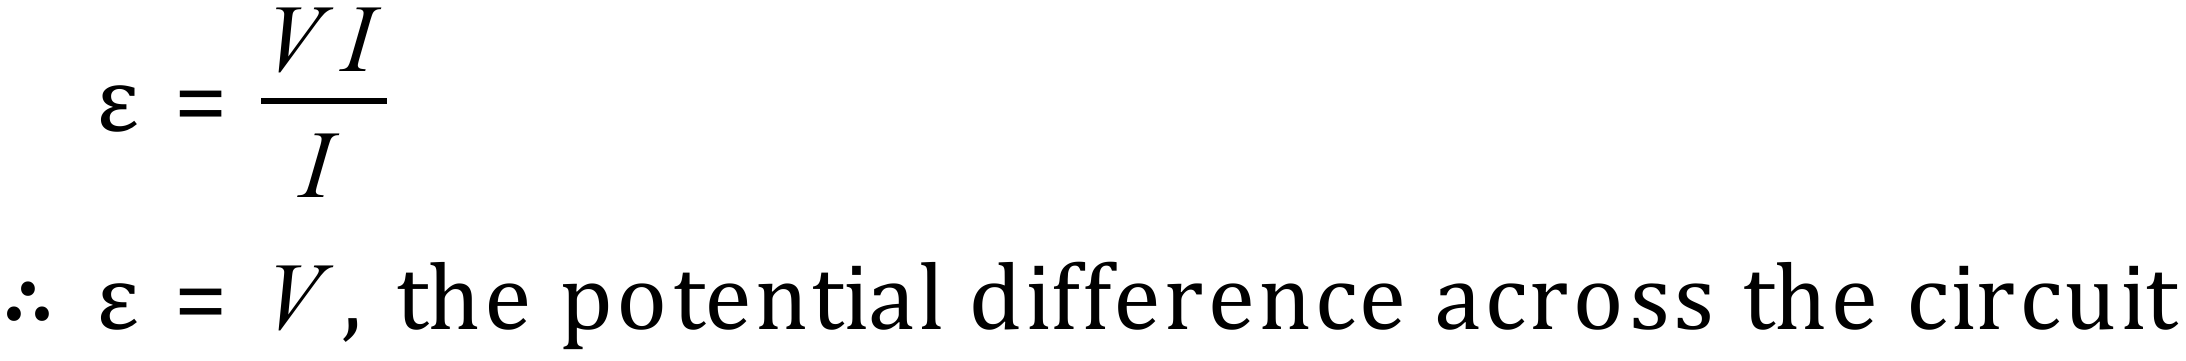 ε = VI/I
∴ ε = V, the potential difference across the circuit